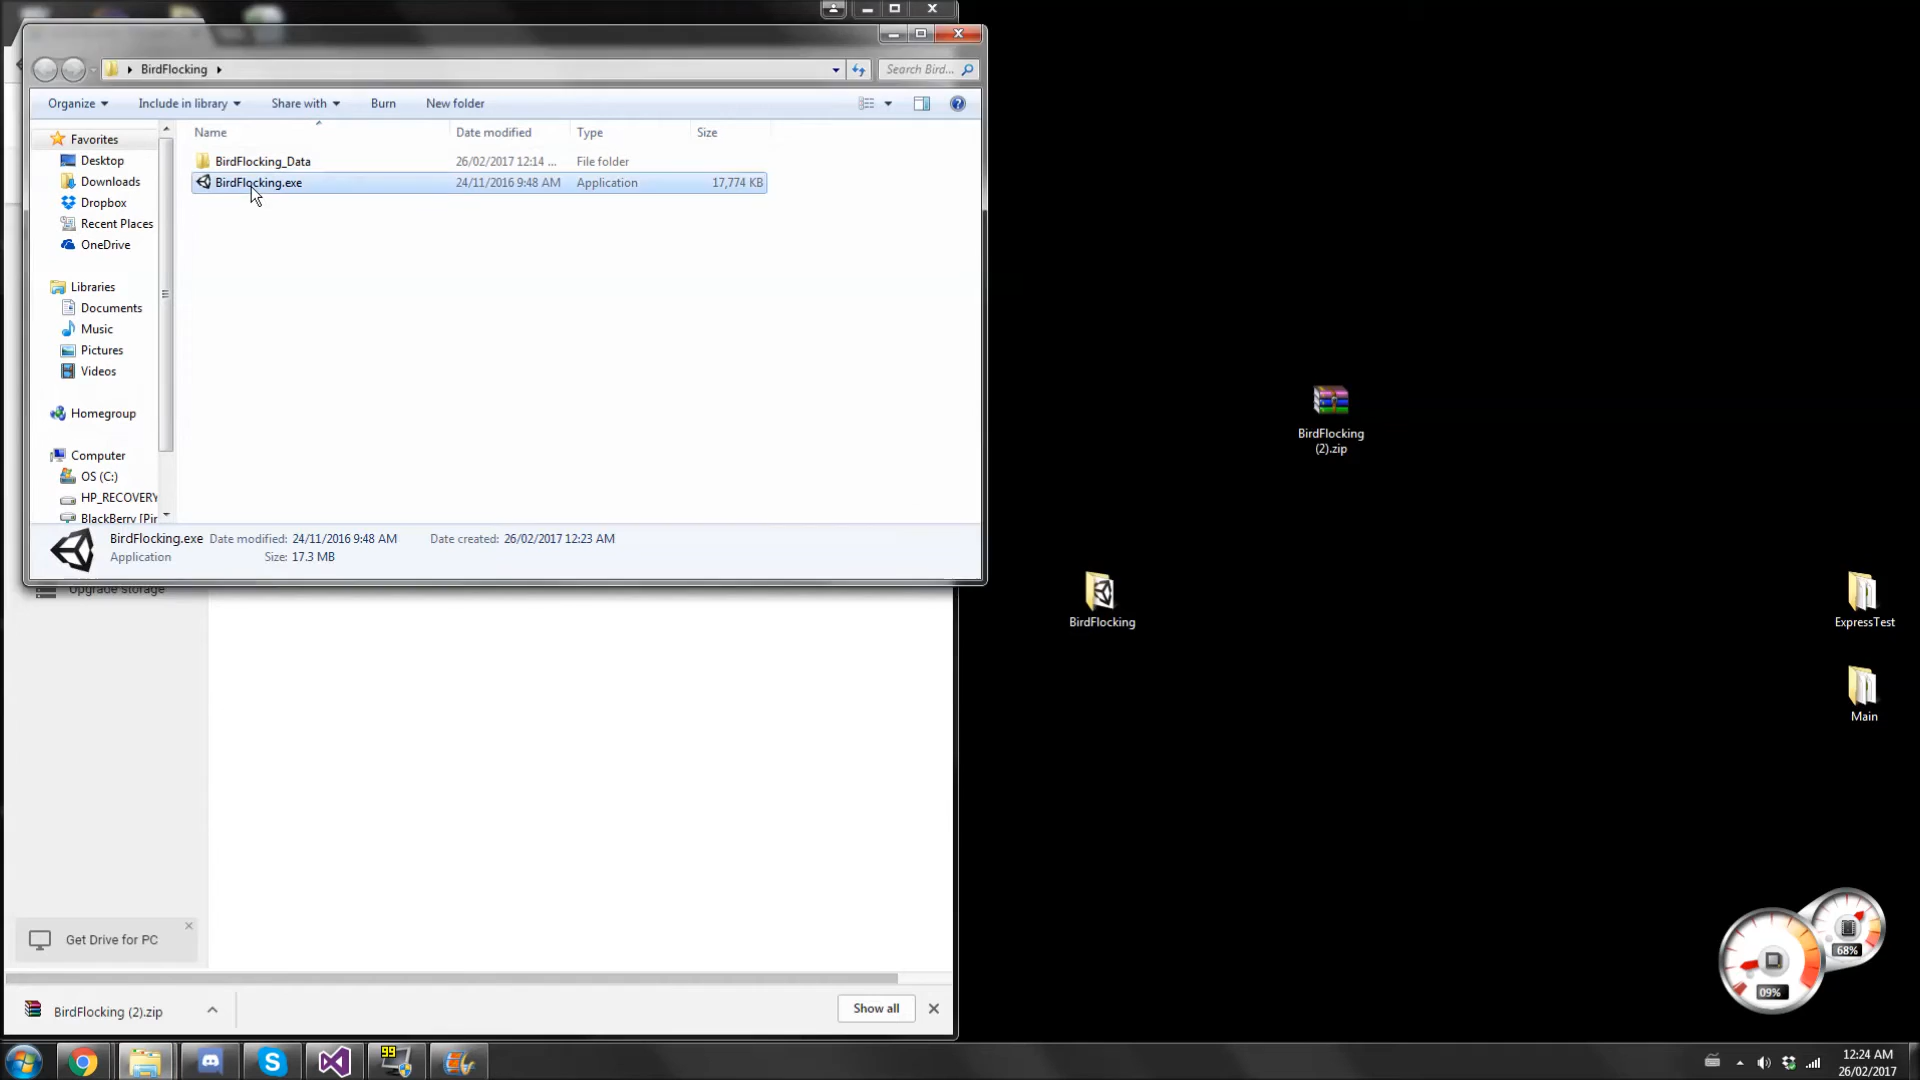 BirdFlocking
Search Bird...
Organize
Include in library
Share with
Burn
New folder
Name
Date modified
Type
Size
BirdFlocking_Data
26/02/2017 12:14 ...
File folder
BirdFlocking.exe
24/11/2016 9:48 AM
Application
17,774 KB
Favorites
Desktop
Downloads
Dropbox
Recent Places
OneDrive
Libraries
Documents
Music
Pictures
Videos
Homegroup
Computer
OS (C:)
HP_RECOVERY
BlackBerry [Pir
BirdFlocking.exe Date modified: 24/11/2016 9:48 AM Date created: 26/02/2017 12:23 AM
Application Size: 17.3 MB
Upgrade storage
Get Drive for PC
BirdFlocking (2).zip
Show all
BirdFlocking
(2).zip
BirdFlocking
ExpressTest
Main
68%
09%
99
12:24 AM
26/02/2017